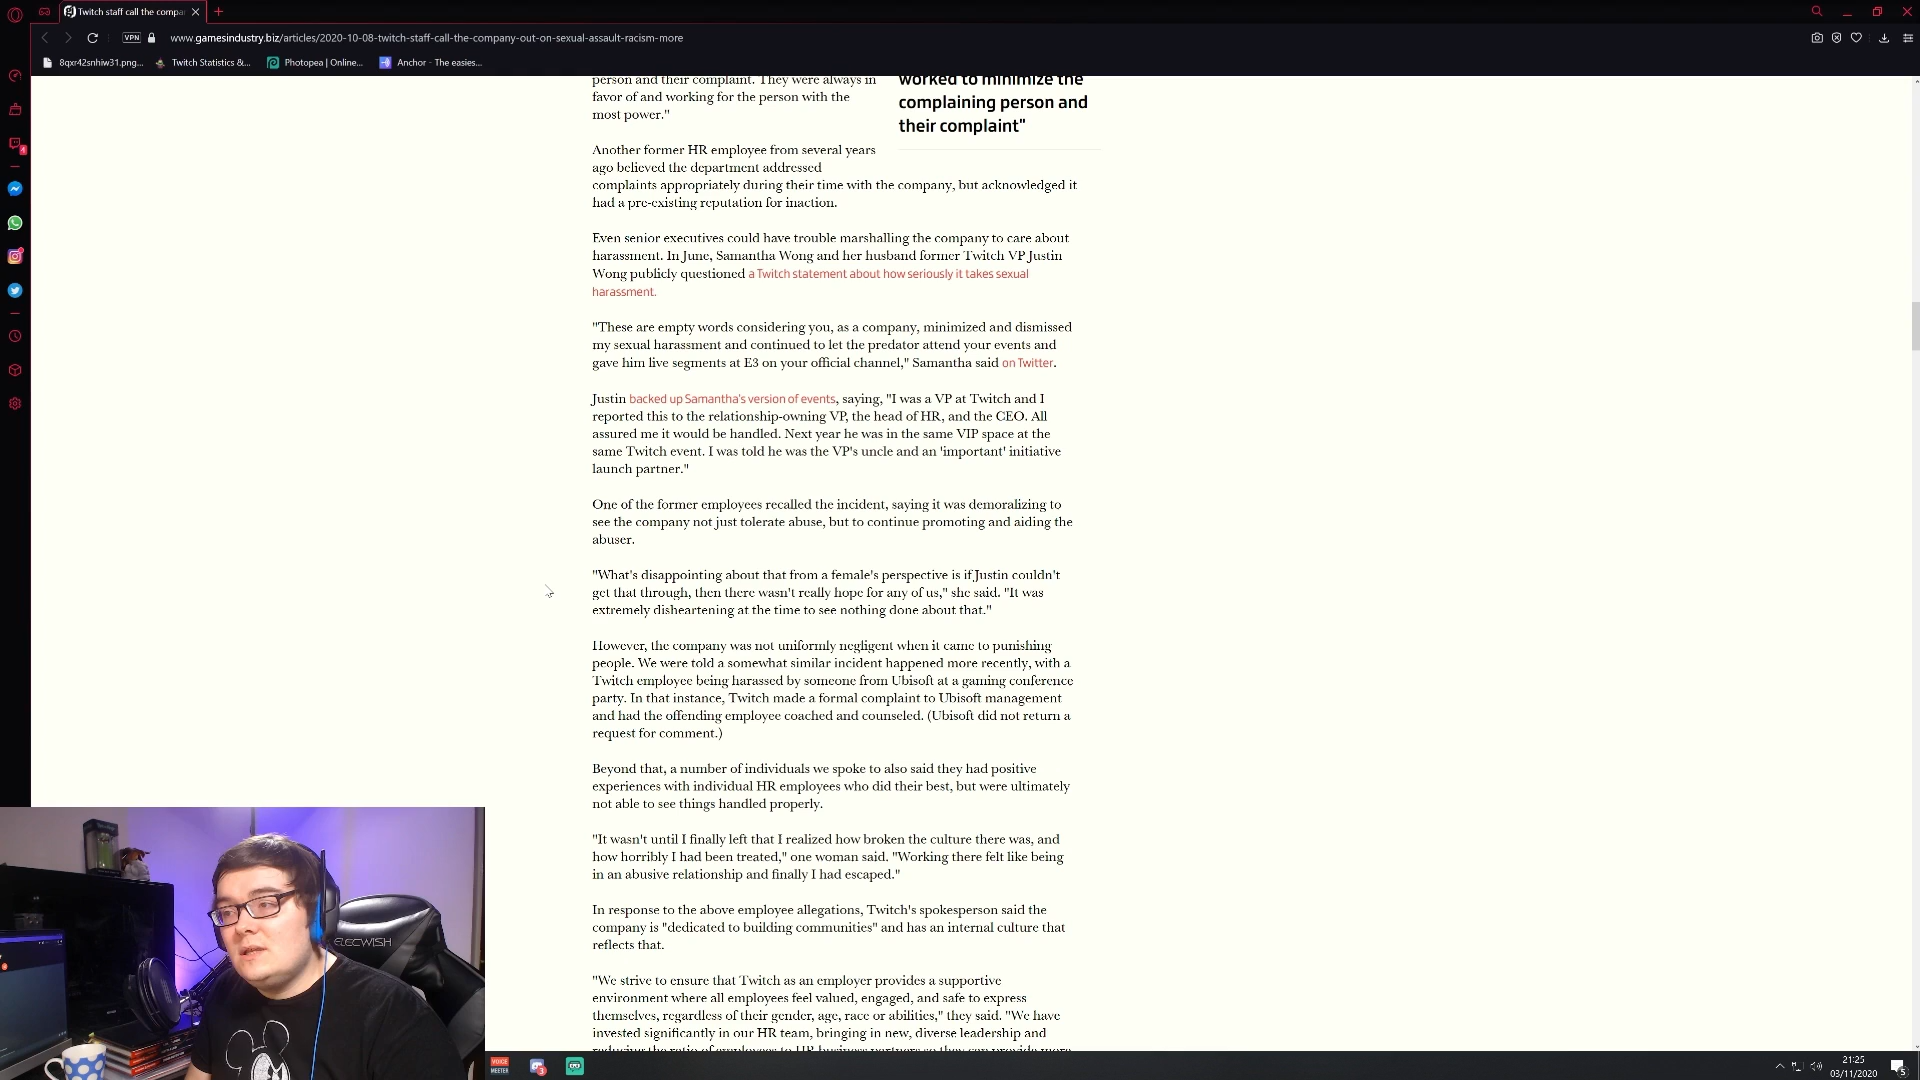 Twitch staff call the compa
www.gamesindustry.biz/articles/2020-10-08-twitch-staff-call-the-company-out-on-sexual-assault-racism-more
VPN
8qxr42snhiw31.png...
Twitch Statistics &...
Photopea | Online...
Anchor - The easies...
person and their complaint. They were always in
favor of and working for the person with the
most power."
worked to minimize the
complaining person and
their complaint"
Another former HR employee from several years
ago believed the department addressed
complaints appropriately during their time with the company, but acknowledged it
had a pre-existing reputation for inaction.
Even senior executives could have trouble marshalling the company to care about
harassment. In June, Samantha Wong and her husband former Twitch VP Justin
Wong publicly questioned a Twitch statement about how seriously it takes sexual
harassment.
"These are empty words considering you, as a company, minimized and dismissed
my sexual harassment and continued to let the predator attend your events and
gave him live segments at E3 on your official channel," Samantha said on Twitter.
Justin backed up Samantha's version of events, saying, "I was a VP at Twitch and I
reported this to the relationship-owning VP, the head of HR, and the CEO. All
assured me it would be handled. Next year he was in the same VIP space at the
same Twitch event. I was told he was the VP's uncle and an 'important' initiative
launch partner."
One of the former employees recalled the incident, saying it was demoralizing to
see the company not just tolerate abuse, but to continue promoting and aiding the
abuser.
"What's disappointing about that from a female's perspective is if Justin couldn't
get that through, then there wasn't really hope for any of us," she said. "It was
extremely disheartening at the time to see nothing done about that."
However, the company was not uniformly negligent when it came to punishing
people. We were told a somewhat similar incident happened more recently, with a
Twitch employee being harassed by someone from Ubisoft at a gaming conference
party. In that instance, Twitch made a formal complaint to Ubisoft management
and had the offending employee coached and counseled. (Ubisoft did not return a
request for comment.)
Beyond that, a number of individuals we spoke to also said they had positive
experiences with individual HR employees who did their best, but were ultimately
not able to see things handled properly.
"It wasn't until I finally left that I realized how broken the culture there was, and
how horribly I had been treated," one woman said. "Working there felt like being
in an abusive relationship and finally I had escaped."
In response to the above employee allegations, Twitch's spokesperson said the
company is "dedicated to building communities" and has an internal culture that
reflects that.
"We strive to ensure that Twitch as an employer provides a supportive
environment where all employees feel valued, engaged, and safe to express
themselves, regardless of their gender, age, race or abilities," they said. "We have
invested significantly in our HR team, bringing in new, diverse leadership and
reducing the ratio of employees to HR business partners so they can provide more
ELECWISH
VOICE
MEETER
3
21:25
03/11/2020
5